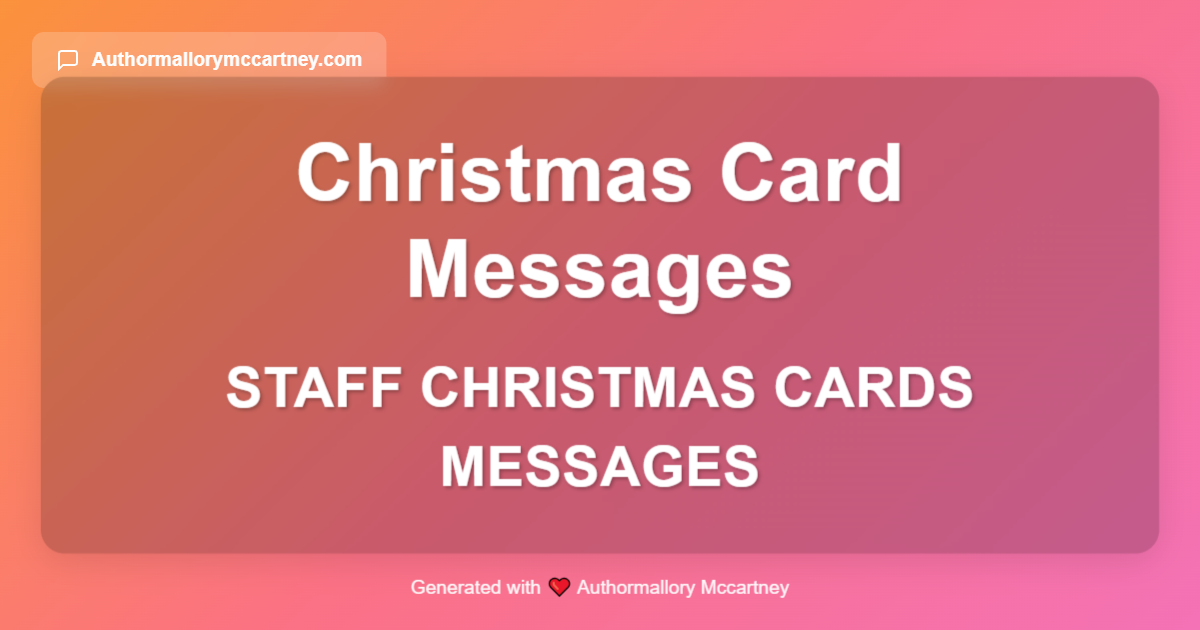 Authormallorymccartney.com
Christmas Card
Messages
STAFF CHRISTMAS CARDS
MESSAGES
Generated with ❤️ Authormallory Mccartney